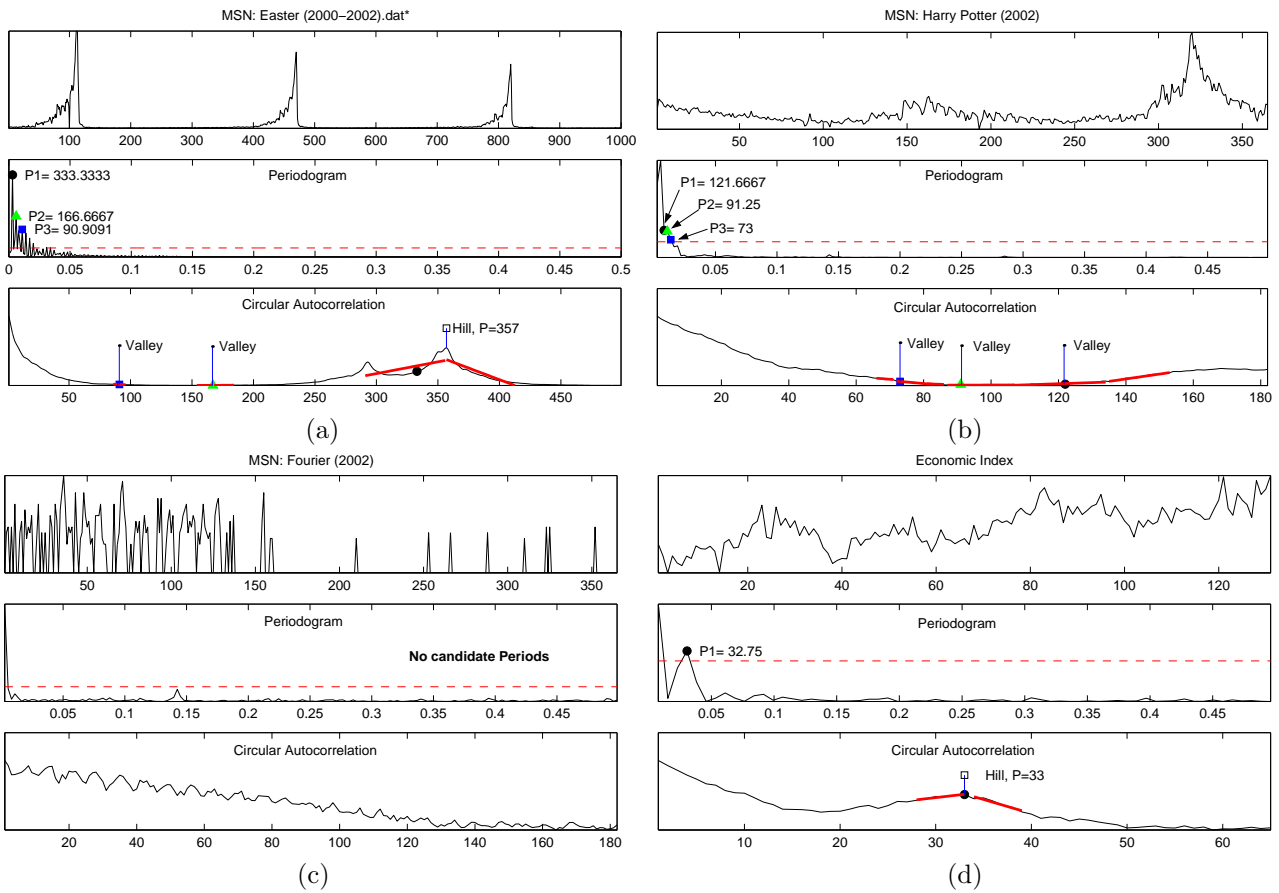 MSN: Easter (2000−2002).dat*
100 200 300 400 500 600 700 800 900 1000
Periodogram
P1= 333.3333
P2= 166.6667
P3= 90.9091
0 0.05 0.1 0.15 0.2 0.25 0.3 0.35 0.4 0.45 0.5
Circular Autocorrelation
Valley
Valley
Hill, P=357
50 100 150 200 250 300 350 400 450
(a)
MSN: Harry Potter (2002)
50 100 150 200 250 300 350
Periodogram
P1= 121.6667
P2= 91.25
P3= 73
0.05 0.1 0.15 0.2 0.25 0.3 0.35 0.4 0.45
Circular Autocorrelation
Valley
Valley
Valley
20 40 60 80 100 120 140 160 180
(b)
MSN: Fourier (2002)
50 100 150 200 250 300 350
Periodogram
No candidate Periods
0.05 0.1 0.15 0.2 0.25 0.3 0.35 0.4 0.45
Circular Autocorrelation
20 40 60 80 100 120 140 160 180
(c)
Economic Index
20 40 60 80 100 120
Periodogram
P1= 32.75
0.05 0.1 0.15 0.2 0.25 0.3 0.35 0.4 0.45
Circular Autocorrelation
Hill, P=33
10 20 30 40 50 60
(d)